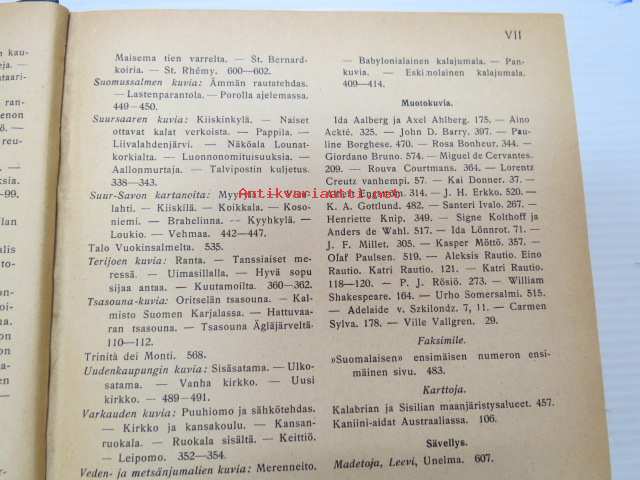 VII
Maisema tien varrelta. — St. Bernard-
koiria. — St. Rhémy. 600—602.
Suomussalmen kuvia: Ämmän rautatehdas.
— Lastenparantola. — Porolla ajelemassa.
449—450.
Suursaaren kuvia: Kiiskinkylä. — Naiset
ottavat kalat verkoista. — Pappila. —
Liivalahdenjärvi. — Näköala Lounat-
korkialta. — Luonnonomituisuuksia. —
Aallonmurtaja. — Talvipostin kuljetus.
338—343.
Suur-Savon kartanoita:
lahti. — Kiiskilä. — Koikkala. — Koso-
niemi. — Brahelinna. — Kyyhkylä. —
Loukio. — Vehmaa. 442—447.
Talo Vuokinsalmelta. 535.
Terijoen kuvia: Ranta. — Tanssiaiset me-
ressä. — Uimasillalla. — Hyvä sopu
sijaa antaa. — Kuutamoilta. 360—362.
Tsasouna-kuvia: Oritselän tsasouna. — Kal-
misto Suomen Karjalassa. — Hattuvaa-
ran tsasouna. — Tsasouna Ägläjärveltä.
110—112.
Trinità dei Monti. 568.
Uudenkaupungin kuvia: Sisäsatama. — Ulko-
satama. — Vanha kirkko. — Uusi
kirkko. — 489—491.
Varkauden kuvia: Puuhiomo ja sähkötehdas.
— Kirkko ja kansakoulu. — Kansan-
ruokala. — Ruokala sisältä. — Keittiö.
— Leipomo. 352—354.
Veden- ja metsänjumalien kuvia: Merenneito.
— Babylonialainen kalajumala. — Pan-
kuvia. — Eskimolainen kalajumala.
409—414.
Muotokuvia.
Ida Aalberg ja Axel Ahlberg. 175. — Aino
Ackté. 325. — John D. Barry. 397. — Pau-
line Borghese. 470. — Rosa Bonheur. 344. —
Giordano Bruno. 574. — Miguel de Cervantes.
209. — Rouva Courtmans. 364. — Lorentz
Creutz vanhempi. 57. — Kai Donner. 37. —
Engström. 314. — J. H. Erkko. 520. —
K. A. Gottlund. 482. — Santeri Ivalo. 267. —
Henriette Knip. 349. — Signe Kolthoff ja
Anders de Wahl. 517. — Ida Lönnrot. 71. —
J. F. Millet. 305. — Kasper Möttö. 357. —
Olaf Paulsen. 519. — Aleksis Rautio. Eino
Rautio. Katri Rautio. 121. — Katri Rautio.
118—120. — P. J. Rösiö. 273. — William
Shakespeare. 164. — Urho Somersalmi. 515.
— Adelaide v. Szkilondz. 7, 11. — Carmen
Sylva. 178. — Ville Vallgren. 29.
Faksimile.
»Suomalaisen» ensimäisen numeron ensi-
mäinen sivu. 483.
Karttoja.
Kalabrian ja Sisilian maanjäristysalueet. 457.
Kaniini-aidat Austraaliassa. 106.
Sävellys.
Madetoja, Leevi, Unelma. 607.
Antikvariaatti.net